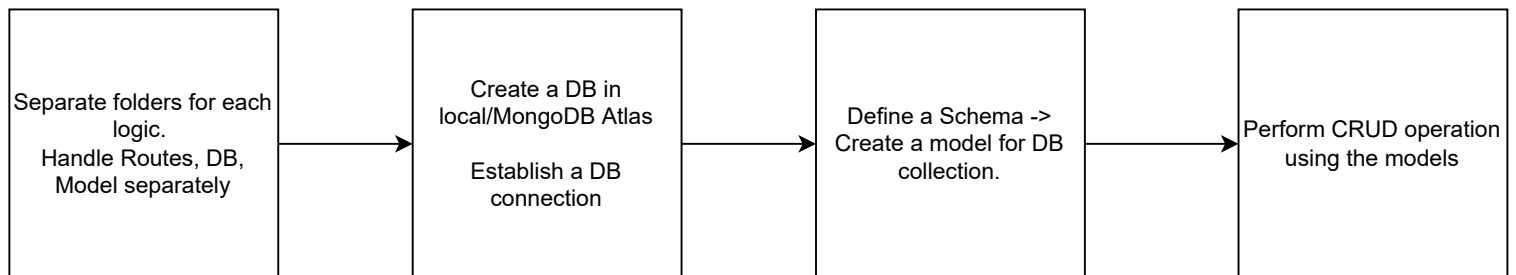 Separate folders for each
logic.
Handle Routes, DB,
Model separately
Create a DB in
local/MongoDB Atlas
Establish a DB
connection
Define a Schema ->
Create a model for DB
collection.
Perform CRUD operation
using the models